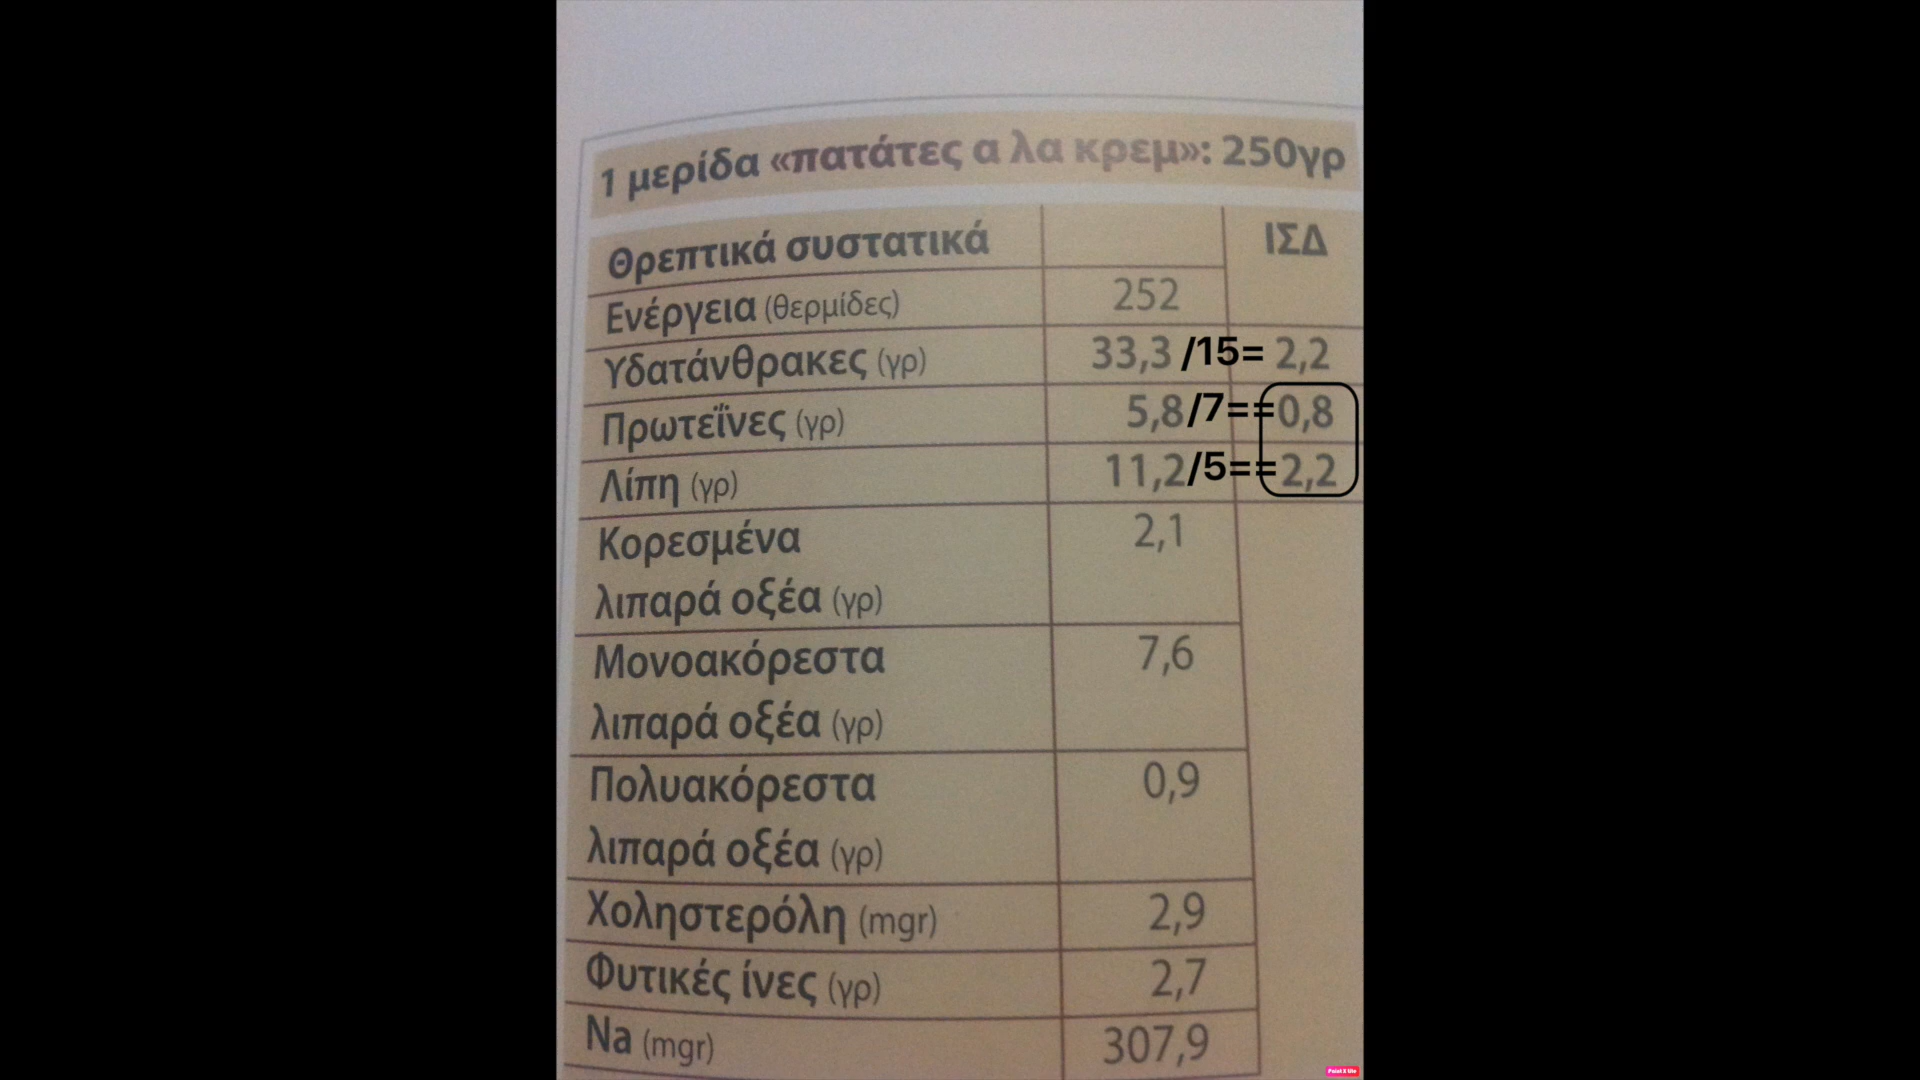 1 μερίδα «πατάτες α λα κρεμ»: 250γρ
Θρεπτικά συστατικά ΙΣΔ
Ενέργεια (θερμίδες) 252
Υδατάνθρακες (γρ) 33,3 /15= 2,2
Πρωτεΐνες (γρ) 5,8 /7== 0,8
Λίπη (γρ) 11,2 /5== 2,2
Κορεσμένα 2,1
λιπαρά οξέα (γρ)
Μονοακόρεστα 7,6
λιπαρά οξέα (γρ)
Πολυακόρεστα 0,9
λιπαρά οξέα (γρ)
Χοληστερόλη (mgr) 2,9
Φυτικές ίνες (γρ) 2,7
Na (mgr) 307,9
Paint X lite